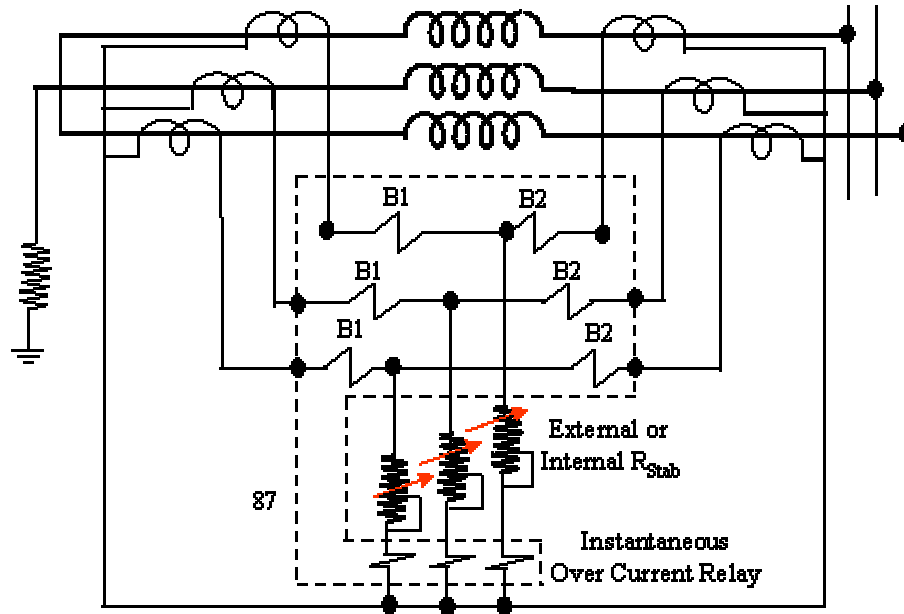 B1
B2
B1
B2
B1
B2
External or
Internal RStab
87
Instantaneous
Over Current Relay